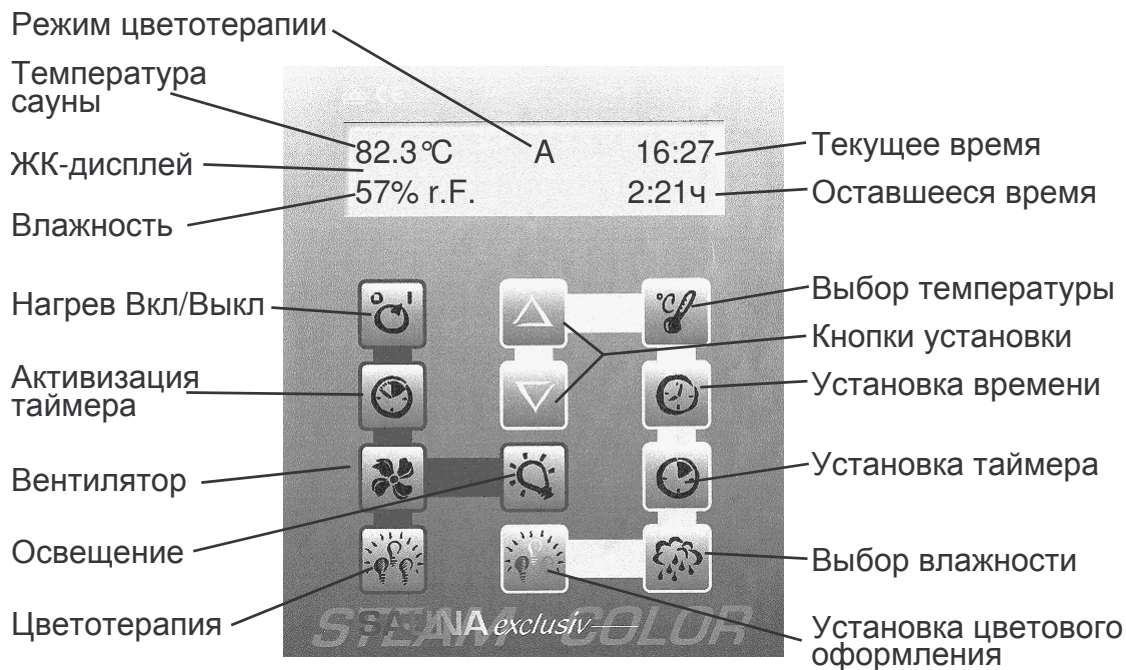 Режим цветотерапии
Температура
сауны
ЖК-дисплей
Влажность
Нагрев Вкл/Выкл
Активизация
таймера
Вентилятор
Освещение
Цветотерапия
CE
82.3°C A 16:27
57% r.F. 2:21ч
O I
°C
STEAM COLOR
SAUNA exclusiv
Текущее время
Оставшееся время
Выбор температуры
Кнопки установки
Установка времени
Установка таймера
Выбор влажности
Установка цветового
оформления